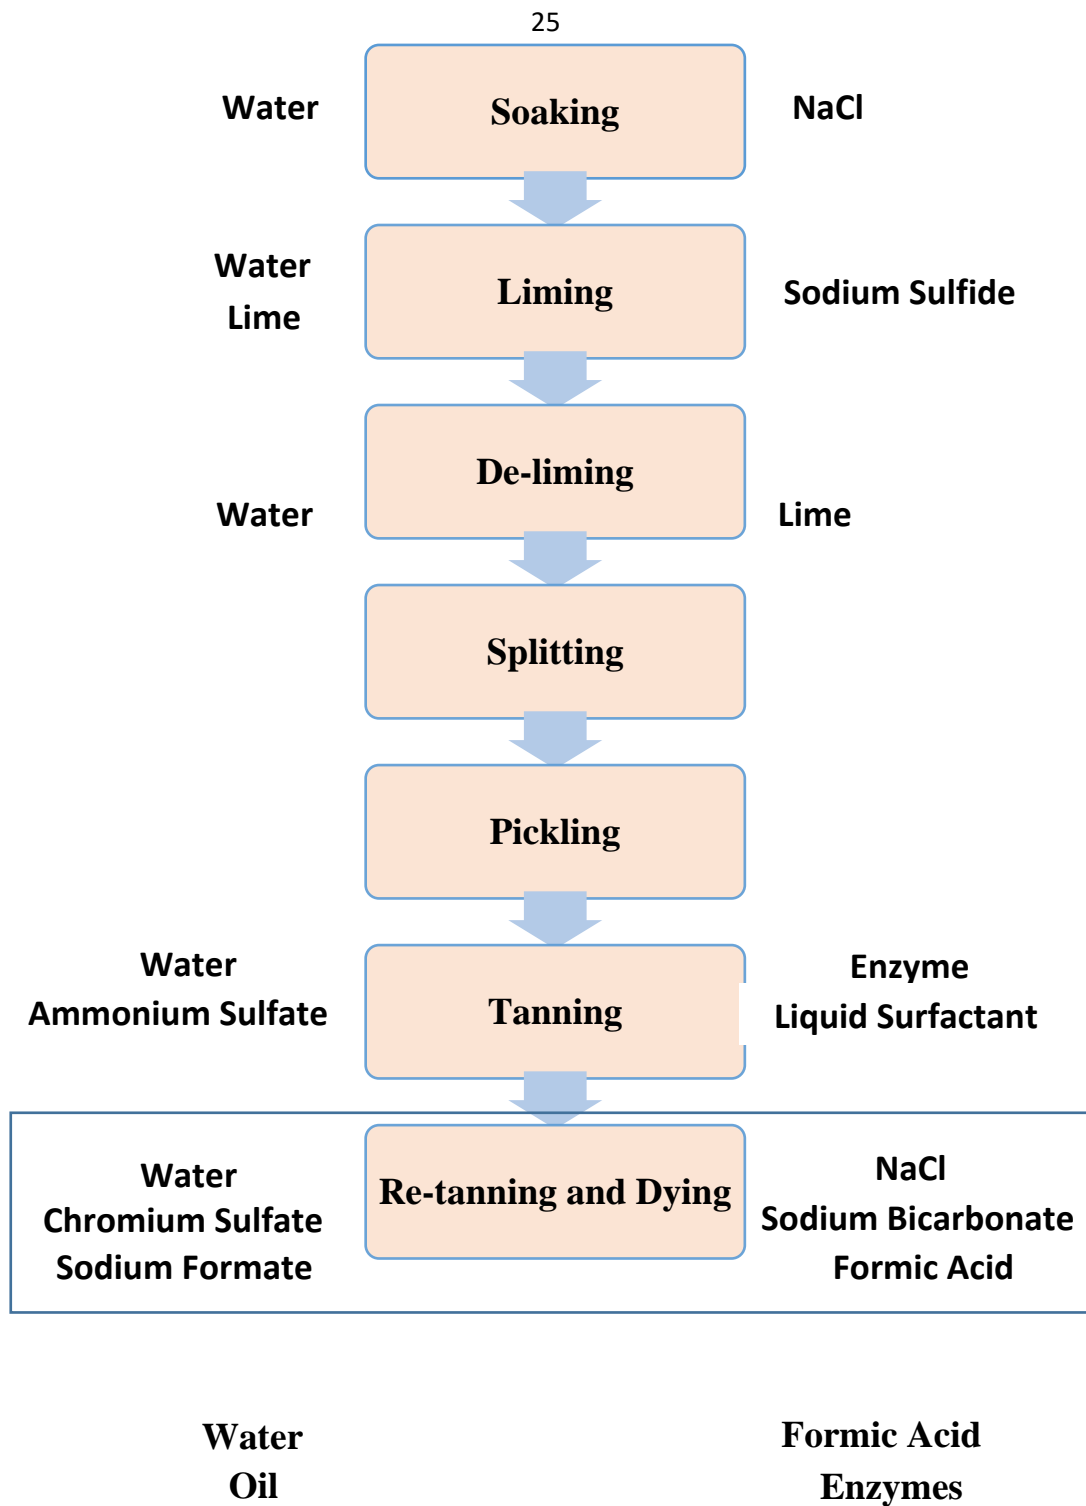 25
Water
Soaking
NaCl
Water
Lime
Liming
Sodium Sulfide
De-liming
Water
Lime
Splitting
Pickling
Water
Ammonium Sulfate
Tanning
Enzyme
Liquid Surfactant
Water
Chromium Sulfate
Sodium Formate
Re-tanning and Dying
NaCl
Sodium Bicarbonate
Formic Acid
Water
Oil
Formic Acid
Enzymes